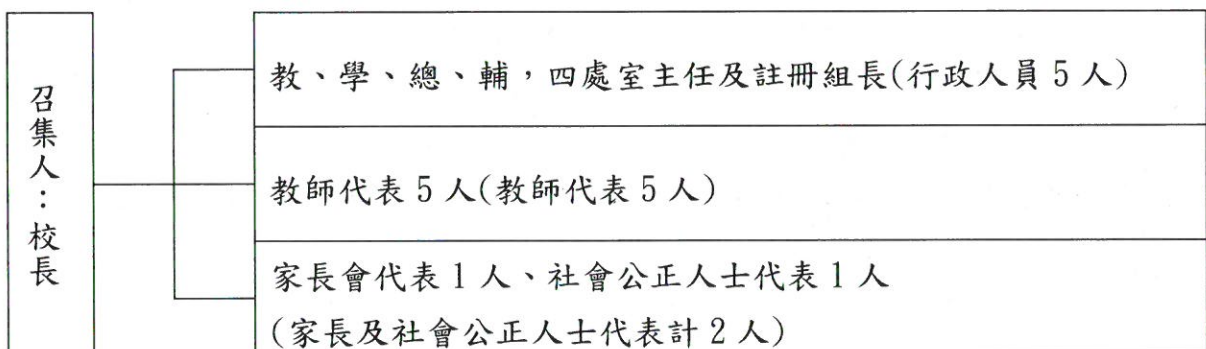 召集人：校長
教、學、總、輔，四處室主任及註冊組長(行政人員 5 人)
教師代表 5 人(教師代表 5 人)
家長會代表 1 人、社會公正人士代表 1 人
(家長及社會公正人士代表計 2 人)